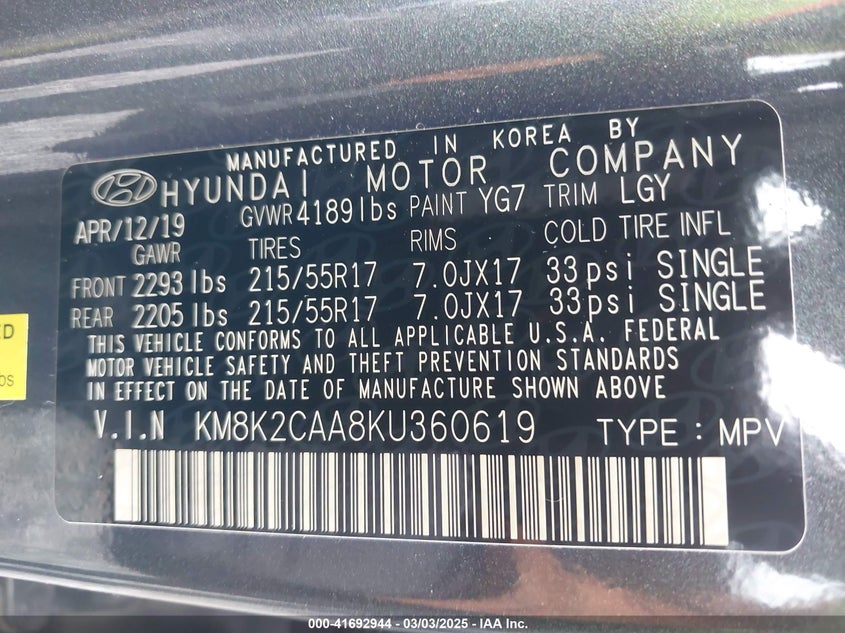 MANUFACTURED IN KOREA BY
HYUNDAI MOTOR COMPANY
APR/12/19 GVWR 4189 lbs PAINT YG7 TRIM LGY
GAWR TIRES RIMS COLD TIRE INFL
FRONT 2293 lbs 215/55R17 7.0JX17 33psi SINGLE
REAR 2205 lbs 215/55R17 7.0JX17 33psi SINGLE
THIS VEHICLE CONFORMS TO ALL APPLICABLE U.S.A. FEDERAL
MOTOR VEHICLE SAFETY AND THEFT PREVENTION STANDARDS
IN EFFECT ON THE DATE OF MANUFACTURE SHOWN ABOVE
V.I.N KM8K2CAA8KU360619 TYPE : MPV
000-41692944 - 03/03/2025 - IAA Inc.